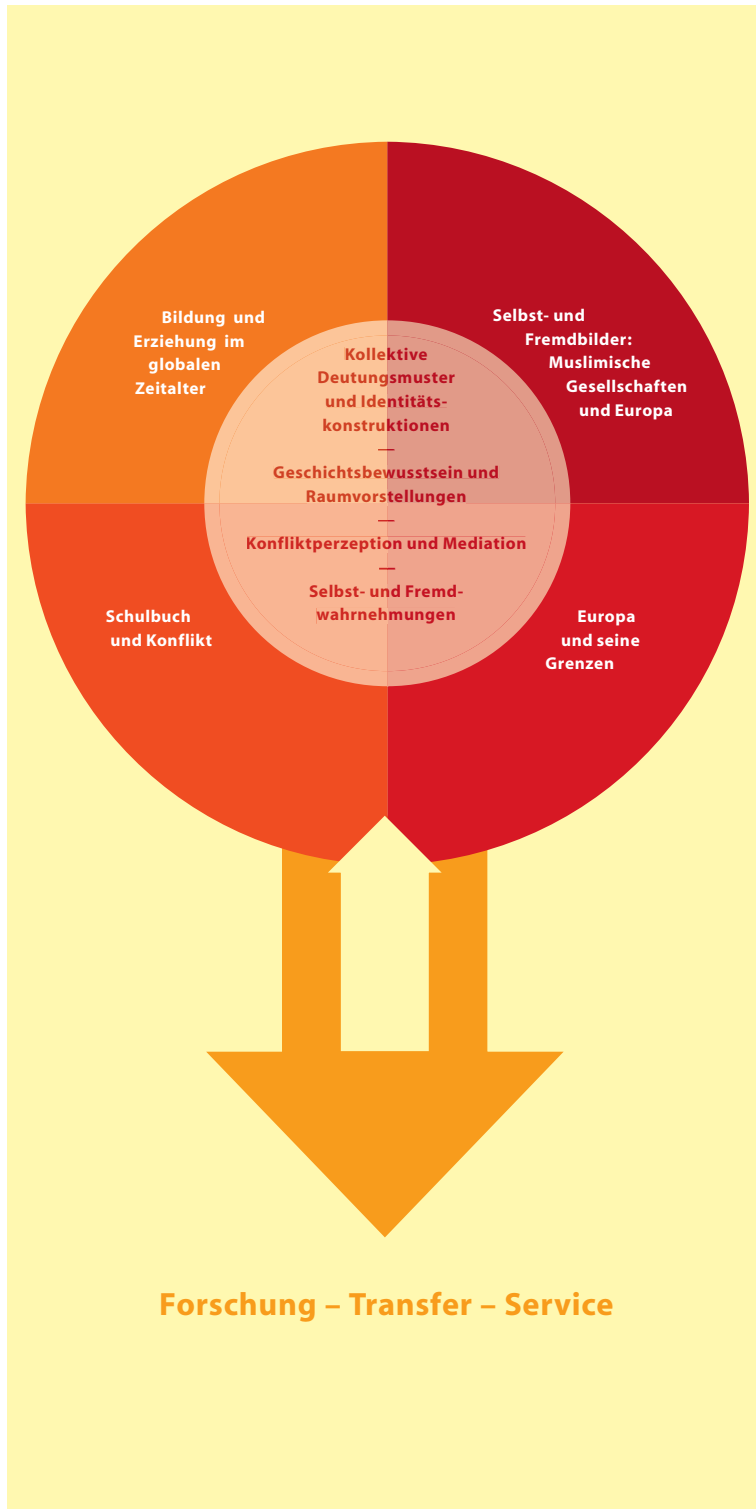 Bildung und
Erziehung im
globalen
Zeitalter
Selbst- und
Fremdbilder:
Muslimische
Gesellschaften
und Europa
Kollektive
Deutungsmuster
und Identitäts-
konstruktionen
—
Geschichtsbewusstsein und
Raumvorstellungen
—
Konfliktperzeption und Mediation
—
Selbst- und Fremd-
wahrnehmungen
Schulbuch
und Konflikt
Europa
und seine
Grenzen
Forschung – Transfer – Service